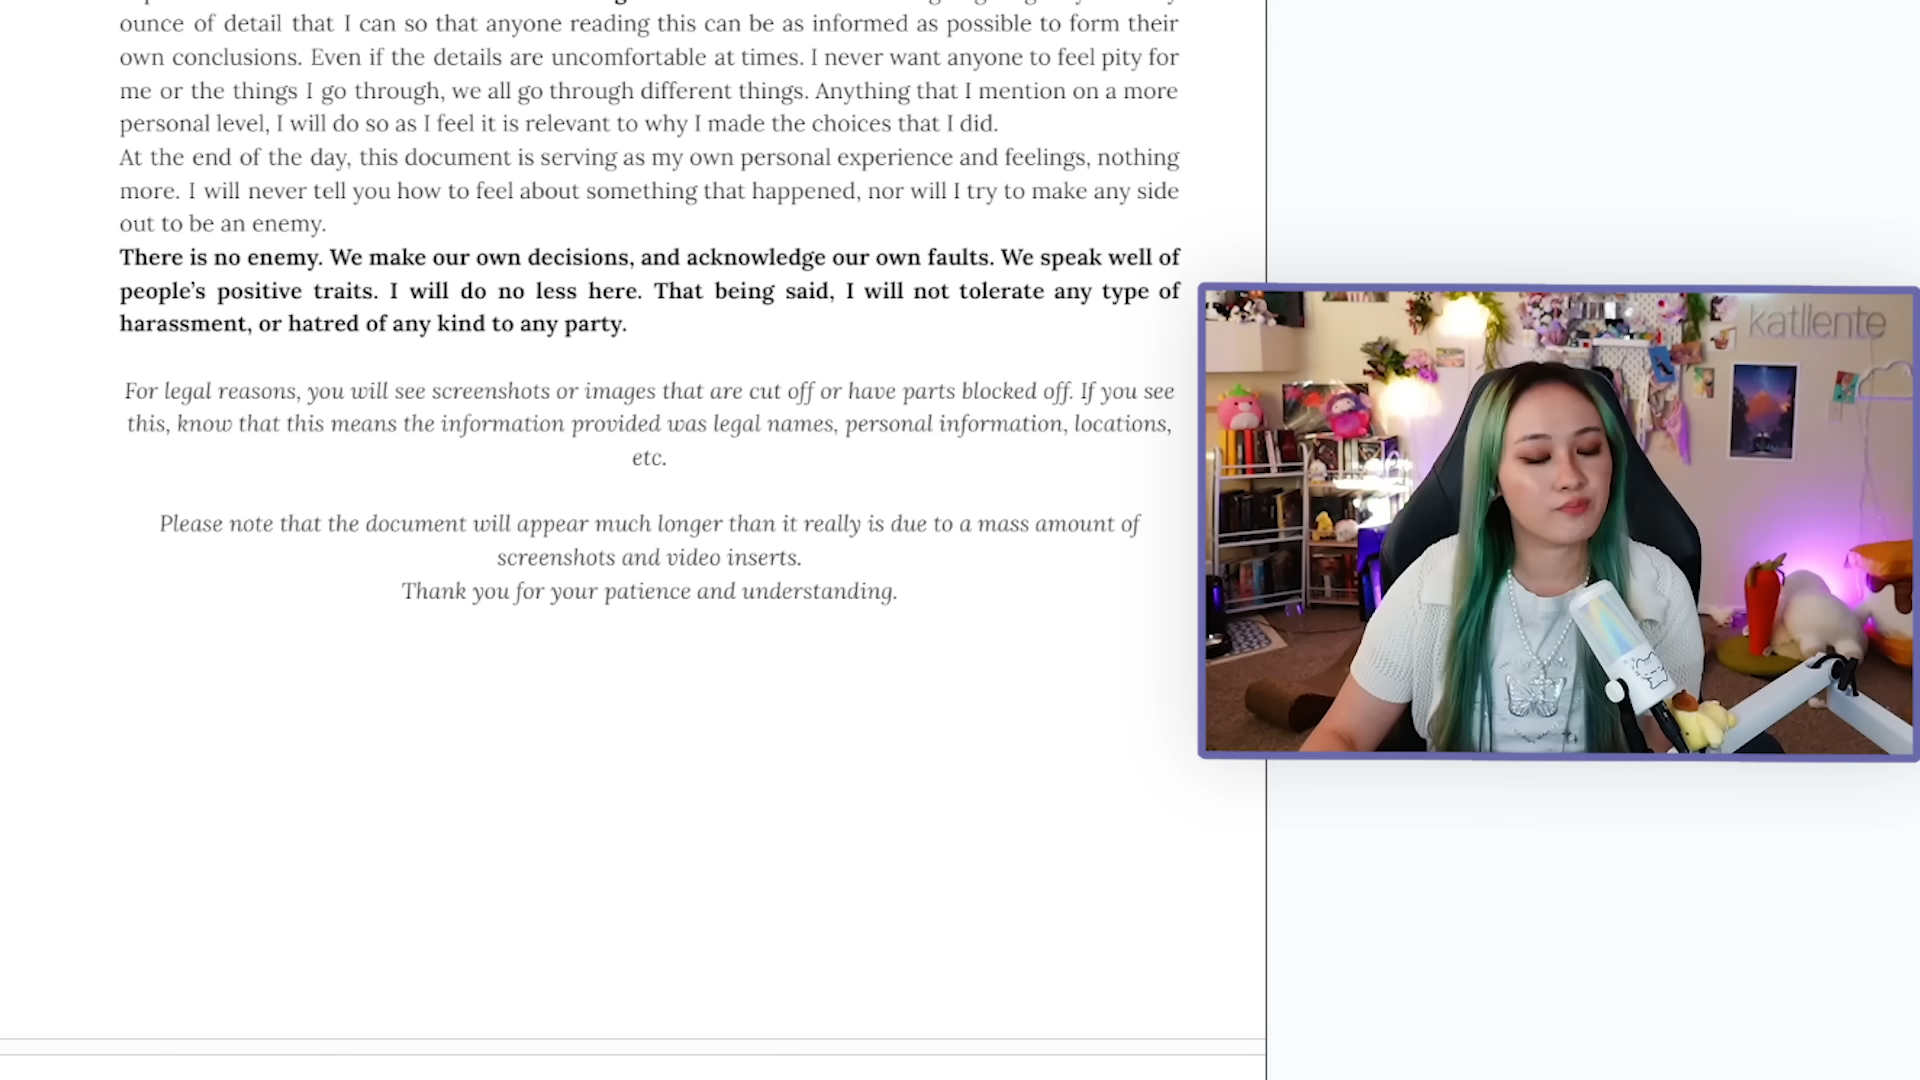 ounce of detail that I can so that anyone reading this can be as informed as possible to form their
own conclusions. Even if the details are uncomfortable at times. I never want anyone to feel pity for
me or the things I go through, we all go through different things. Anything that I mention on a more
personal level, I will do so as I feel it is relevant to why I made the choices that I did.
At the end of the day, this document is serving as my own personal experience and feelings, nothing
more. I will never tell you how to feel about something that happened, nor will I try to make any side
out to be an enemy.
There is no enemy. We make our own decisions, and acknowledge our own faults. We speak well of
people’s positive traits. I will do no less here. That being said, I will not tolerate any type of
harassment, or hatred of any kind to any party.
For legal reasons, you will see screenshots or images that are cut off or have parts blocked off. If you see
this, know that this means the information provided was legal names, personal information, locations,
etc.
Please note that the document will appear much longer than it really is due to a mass amount of
screenshots and video inserts.
Thank you for your patience and understanding.
katllente